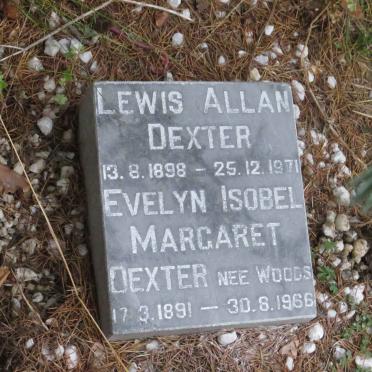 LEWIS ALLAN
DEXTER
13.8.1898 - 25.12.1971
EVELYN ISOBEL
MARGARET
DEXTER NEE WOODS
17.3.1891 - 30.6.1966